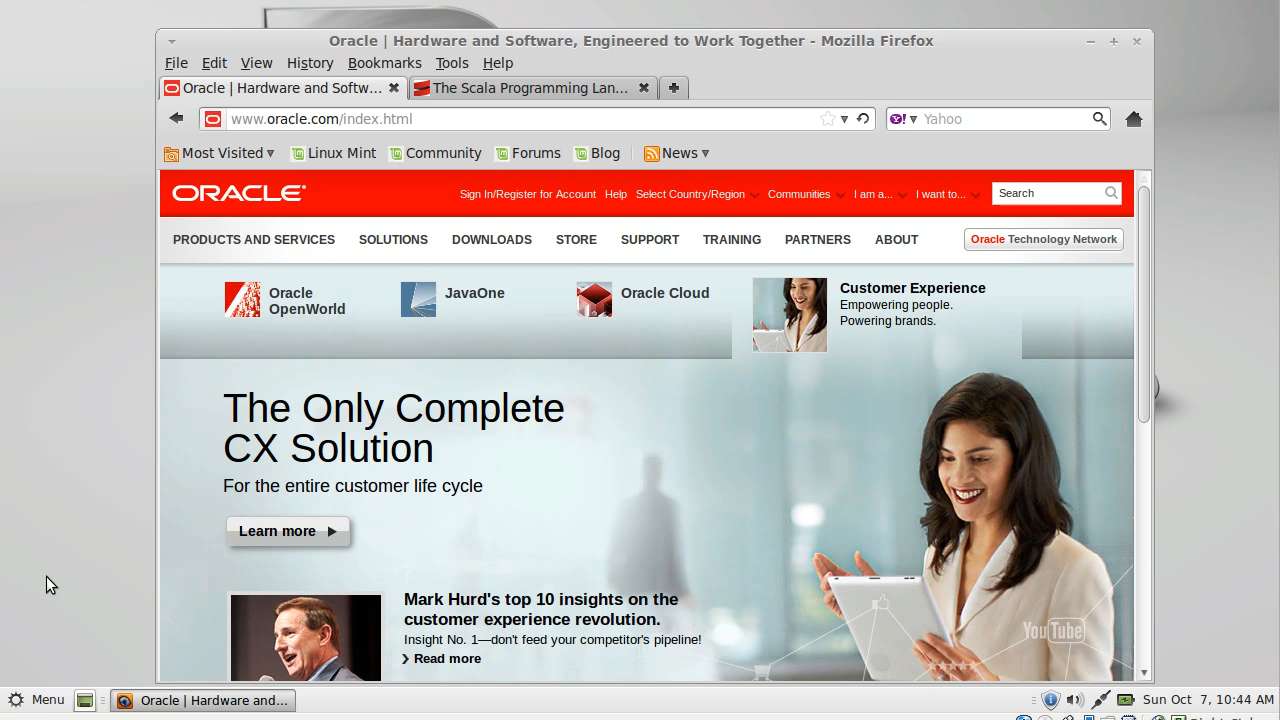 Oracle | Hardware and Software, Engineered to Work Together - Mozilla Firefox
File Edit View History Bookmarks Tools Help
Oracle | Hardware and Softw... The Scala Programming Lan...
www.oracle.com/index.html Y! Yahoo
Most Visited Linux Mint Community Forums Blog News
ORACLE Sign In/Register for Account Help Select Country/Region Communities I am a... I want to... Search
PRODUCTS AND SERVICES SOLUTIONS DOWNLOADS STORE SUPPORT TRAINING PARTNERS ABOUT Oracle Technology Network
Oracle
OpenWorld
JavaOne
Oracle Cloud
Customer Experience
Empowering people.
Powering brands.
The Only Complete
CX Solution
For the entire customer life cycle
Learn more
Mark Hurd's top 10 insights on the
customer experience revolution.
Insight No. 1—don't feed your competitor's pipeline!
Read more
YouTube
Menu Oracle | Hardware and... Sun Oct 7, 10:44 AM